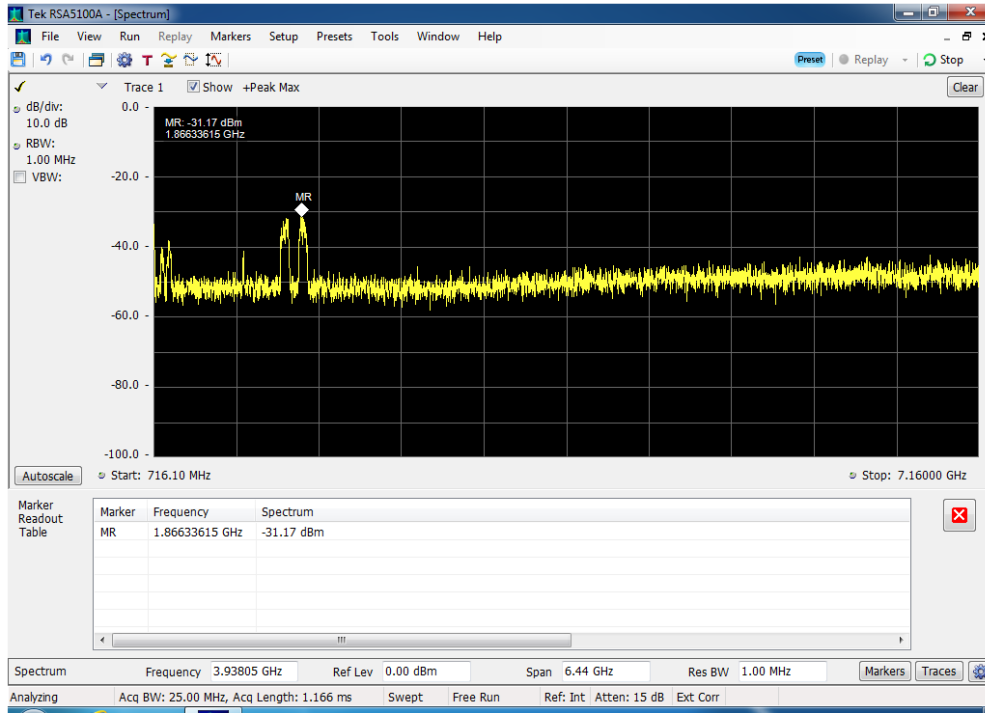 Tek RSA5100A - [Spectrum]
File View Run Replay Markers Setup Presets Tools Window Help
T Preset Replay Stop
Trace 1 Show +Peak Max Clear
dB/div:
10.0 dB
RBW:
1.00 MHz
VBW:
0.0
-20.0
-40.0
-60.0
-80.0
-100.0
MR: -31.17 dBm
1.86633615 GHz
MR
Autoscale Start: 716.10 MHz Stop: 7.16000 GHz
Marker
Readout
Table
Marker Frequency Spectrum
MR 1.86633615 GHz -31.17 dBm
Spectrum Frequency 3.93805 GHz Ref Lev 0.00 dBm Span 6.44 GHz Res BW 1.00 MHz Markers Traces
Analyzing Acq BW: 25.00 MHz, Acq Length: 1.166 ms Swept Free Run Ref: Int Atten: 15 dB Ext Corr